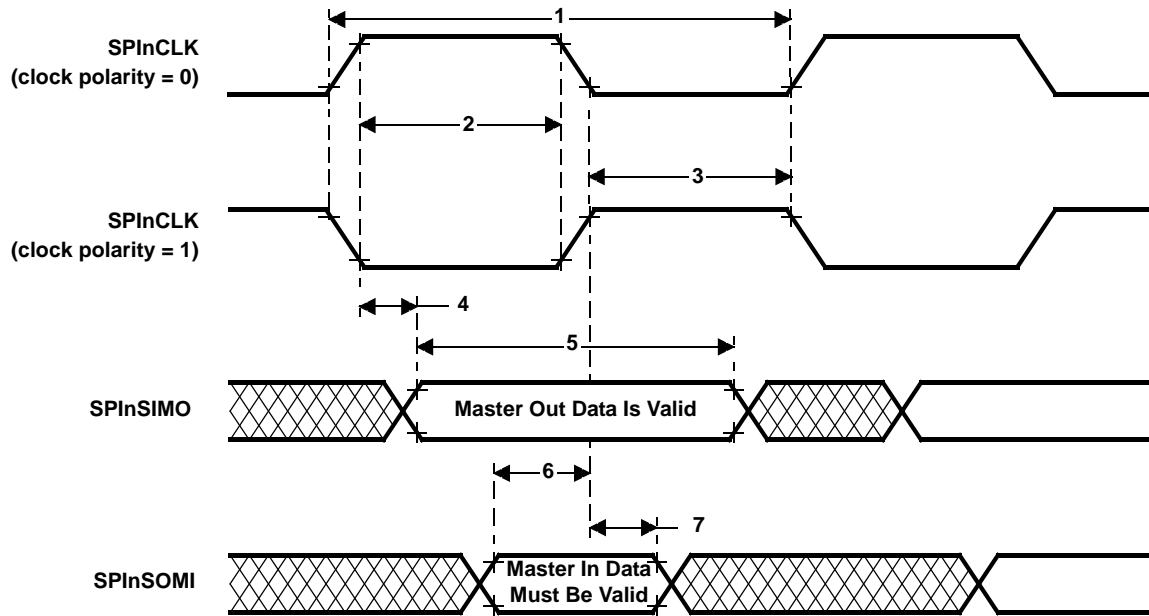 1
SPInCLK
(clock polarity = 0)
2
3
SPInCLK
(clock polarity = 1)
4
5
SPInSIMO
Master Out Data Is Valid
6
7
SPInSOMI
Master In Data
Must Be Valid